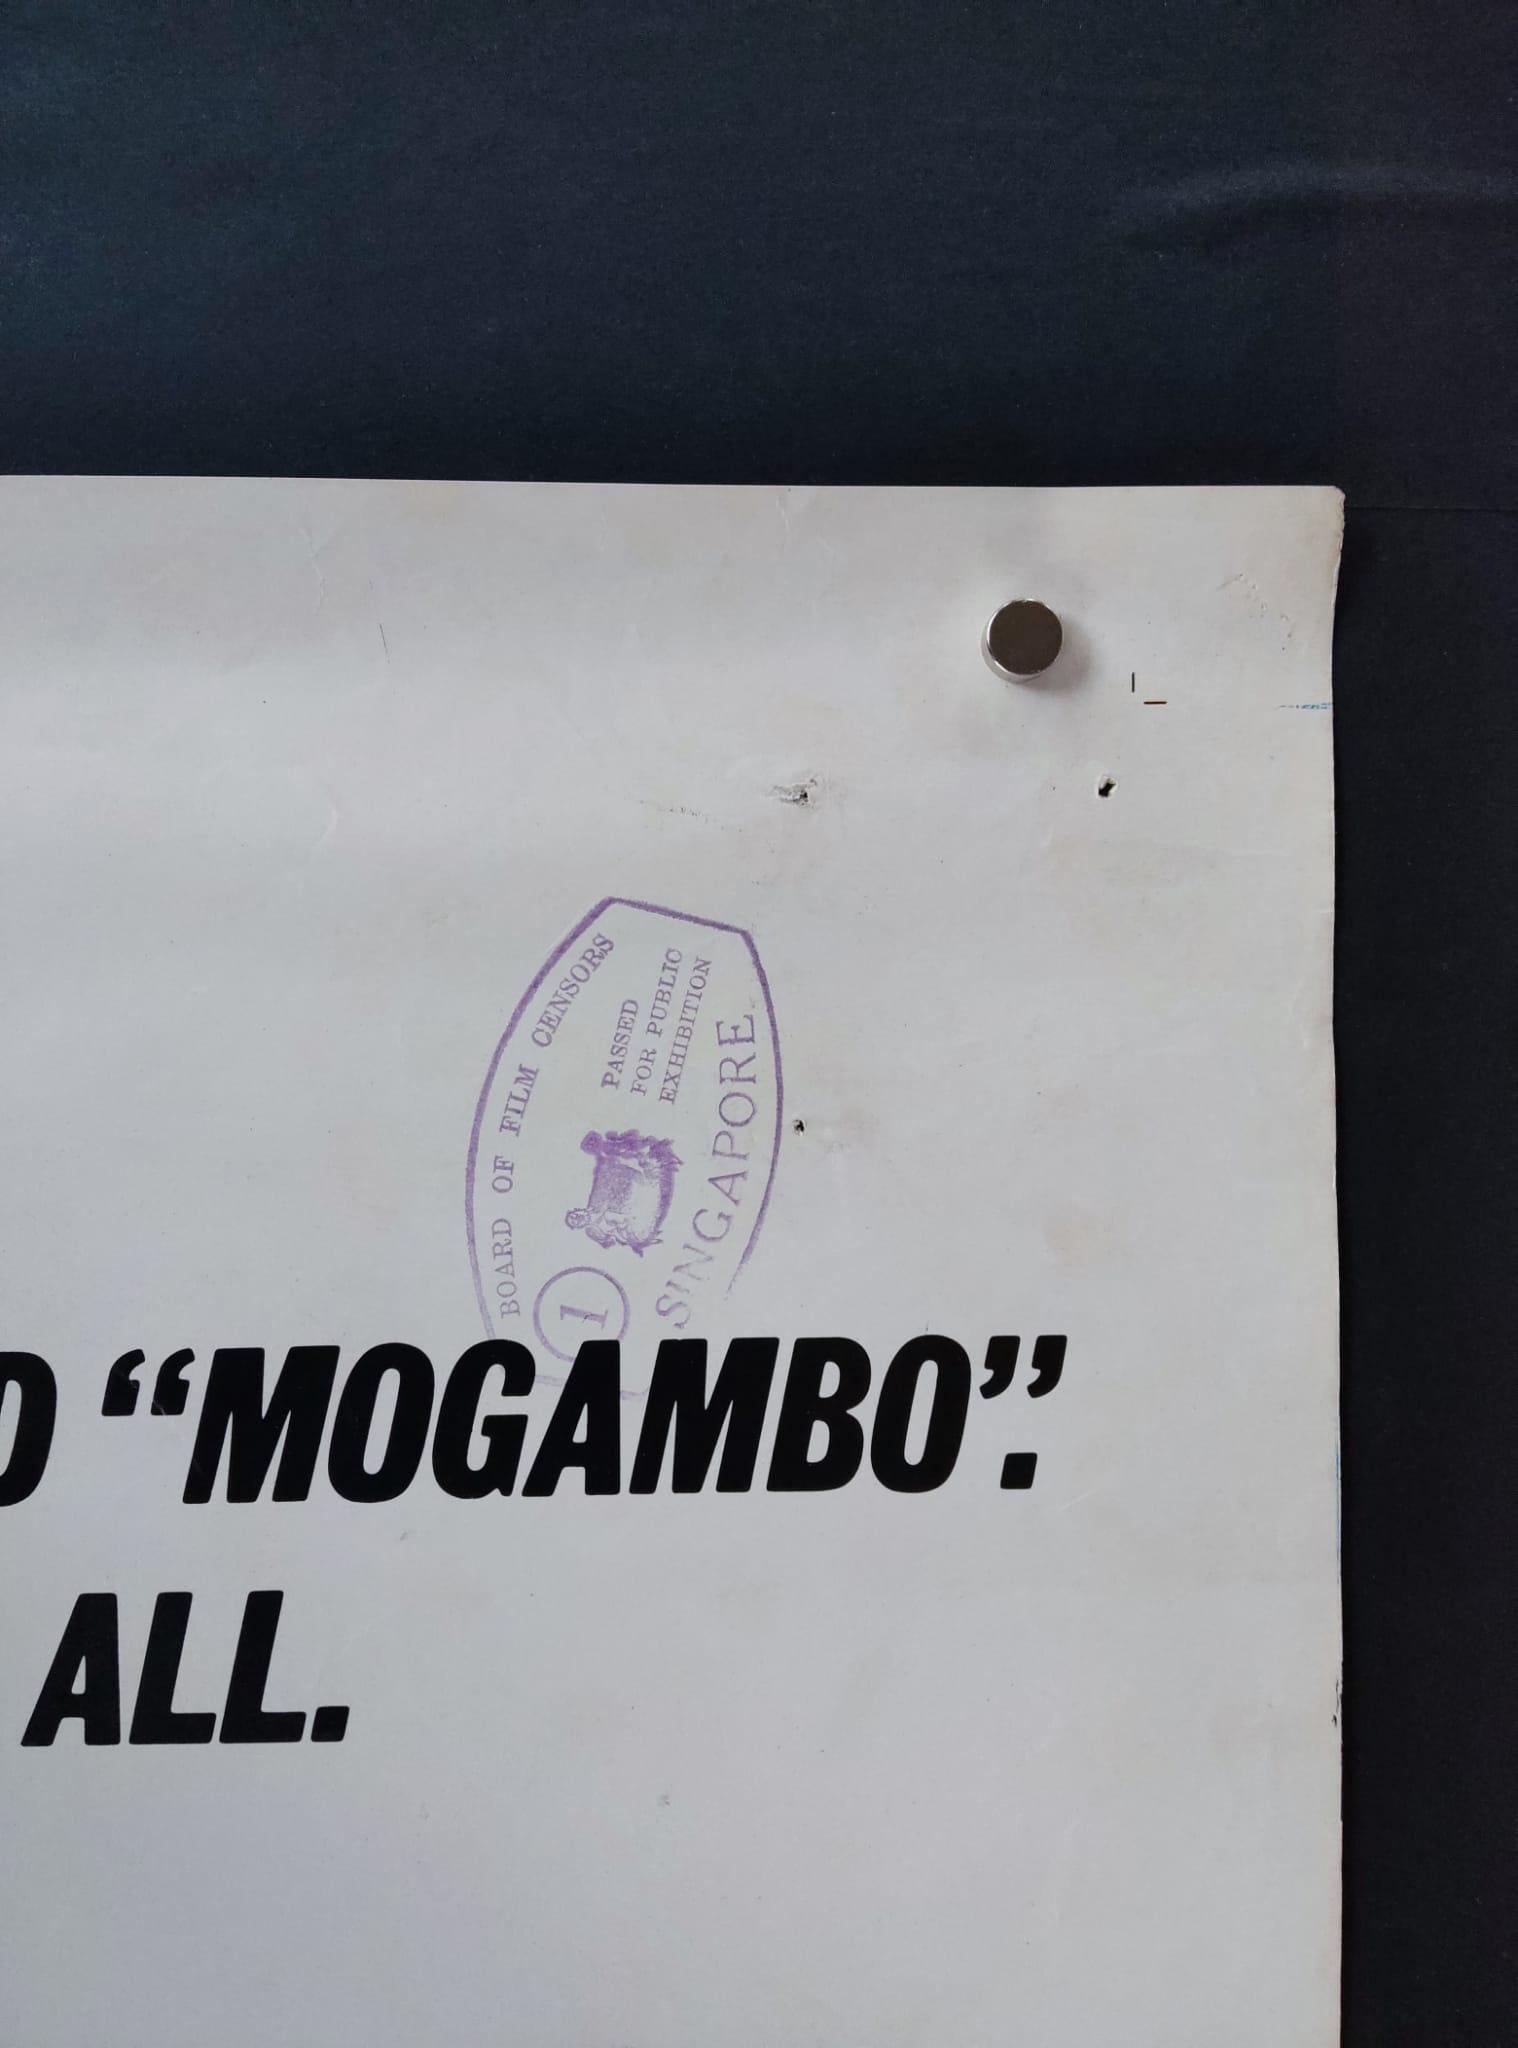 BOARD OF FILM CENSORS
PASSED
FOR PUBLIC
EXHIBITION
1
SINGAPORE
D “MOGAMBO”.
ALL.